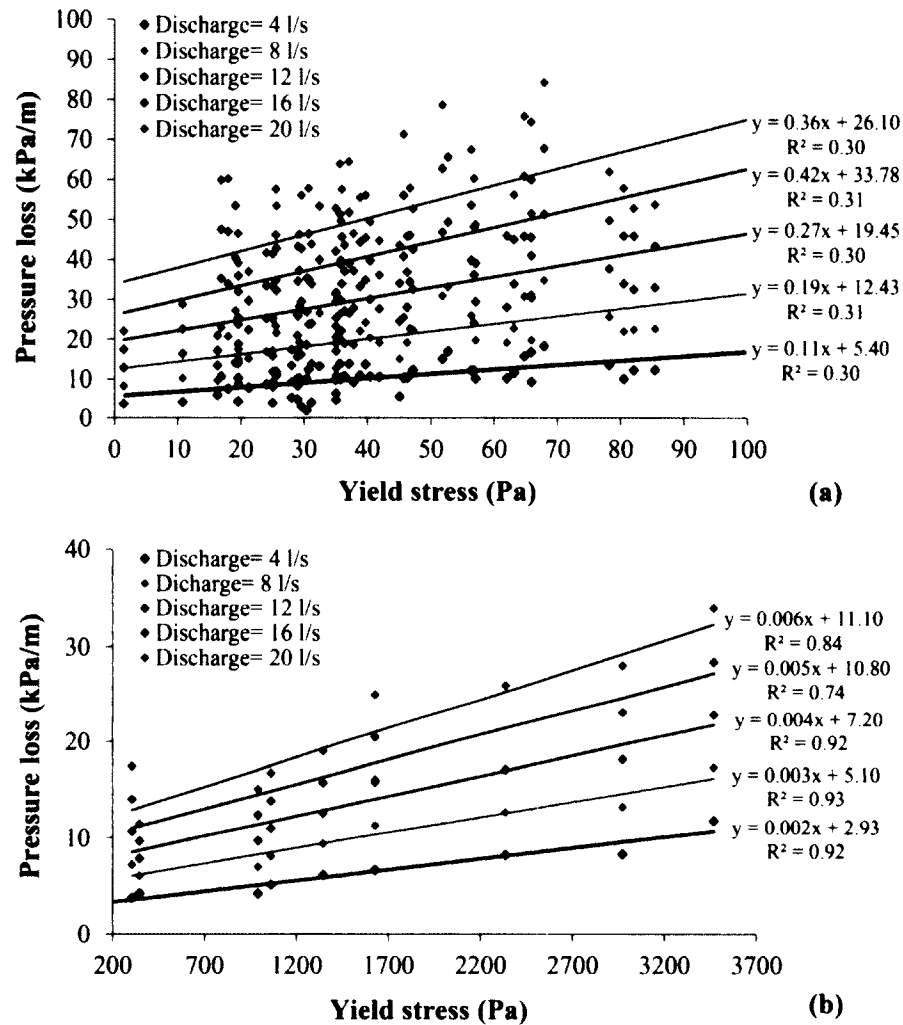 100
90
80
70
60
50
40
30
20
10
0
Pressure loss (kPa/m)
Discharge= 4 l/s
Discharge= 8 l/s
Discharge= 12 l/s
Discharge= 16 l/s
Discharge= 20 l/s
y = 0.36x + 26.10
R² = 0.30
y = 0.42x + 33.78
R² = 0.31
y = 0.27x + 19.45
R² = 0.30
y = 0.19x + 12.43
R² = 0.31
y = 0.11x + 5.40
R² = 0.30
0 10 20 30 40 50 60 70 80 90 100
Yield stress (Pa)
(a)
40
30
20
10
0
Pressure loss (kPa/m)
Discharge= 4 l/s
Dicharge= 8 l/s
Discharge= 12 l/s
Discharge= 16 l/s
Discharge= 20 l/s
y = 0.006x + 11.10
R² = 0.84
y = 0.005x + 10.80
R² = 0.74
y = 0.004x + 7.20
R² = 0.92
y = 0.003x + 5.10
R² = 0.93
y = 0.002x + 2.93
R² = 0.92
200 700 1200 1700 2200 2700 3200 3700
Yield stress (Pa)
(b)